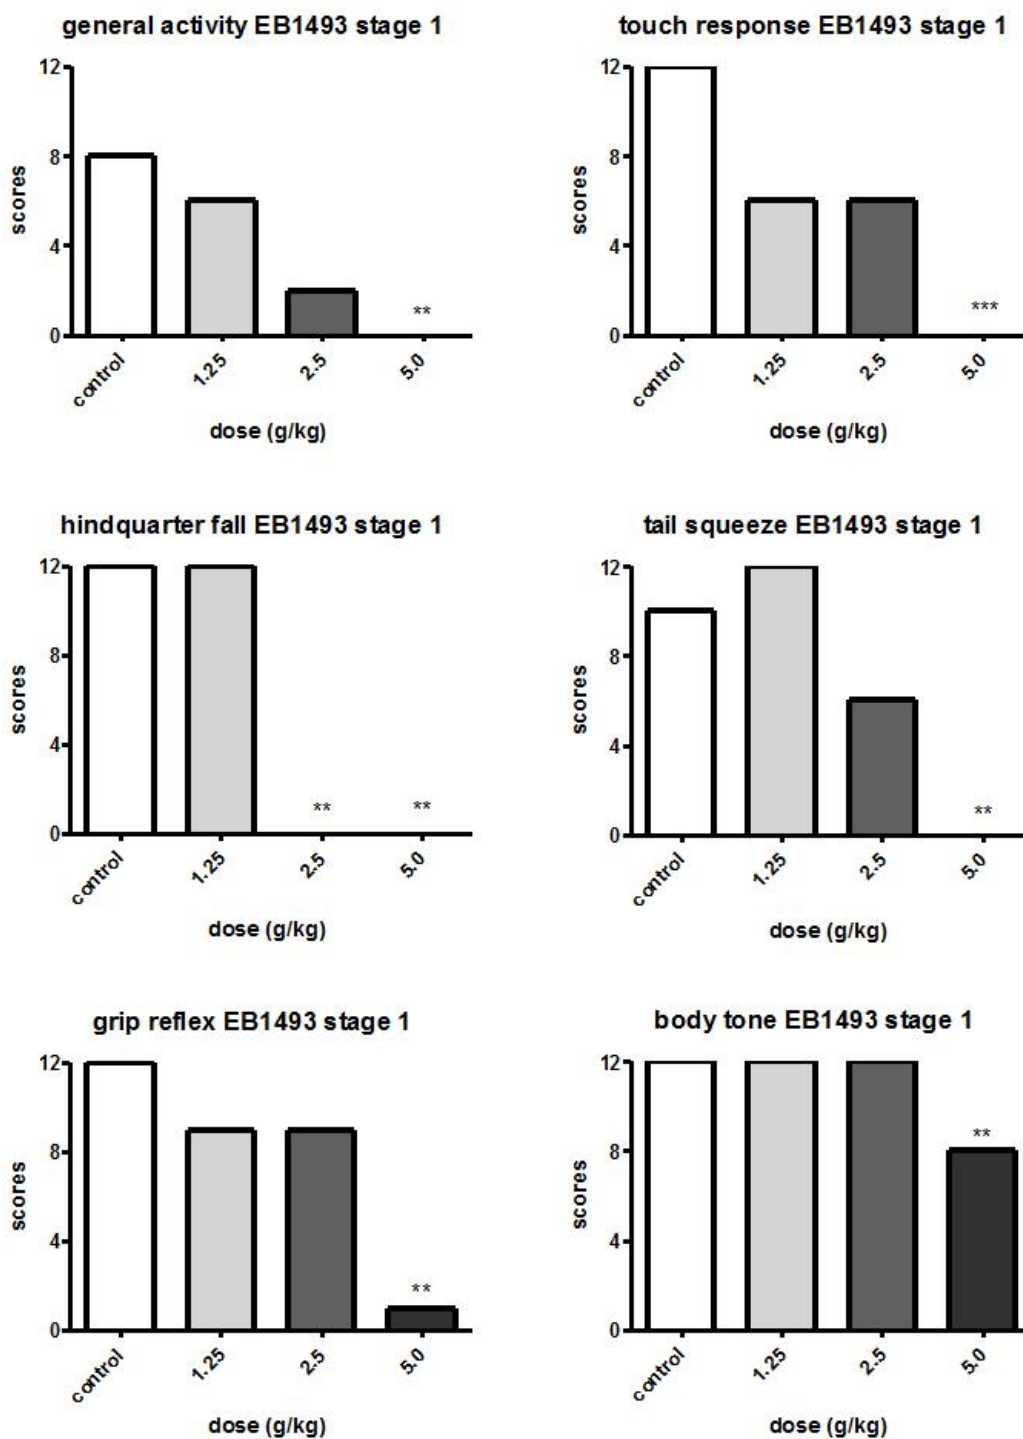 general activity EB1493 stage 1
12
8
4
0
scores
**
control
1.25
2.5
5.0
dose (g/kg)
touch response EB1493 stage 1
12
8
4
0
scores
***
control
1.25
2.5
5.0
dose (g/kg)
hindquarter fall EB1493 stage 1
12
8
4
0
scores
**
**
control
1.25
2.5
5.0
dose (g/kg)
tail squeeze EB1493 stage 1
12
8
4
0
scores
**
control
1.25
2.5
5.0
dose (g/kg)
grip reflex EB1493 stage 1
12
8
4
0
scores
**
control
1.25
2.5
5.0
dose (g/kg)
body tone EB1493 stage 1
12
8
4
0
scores
**
control
1.25
2.5
5.0
dose (g/kg)